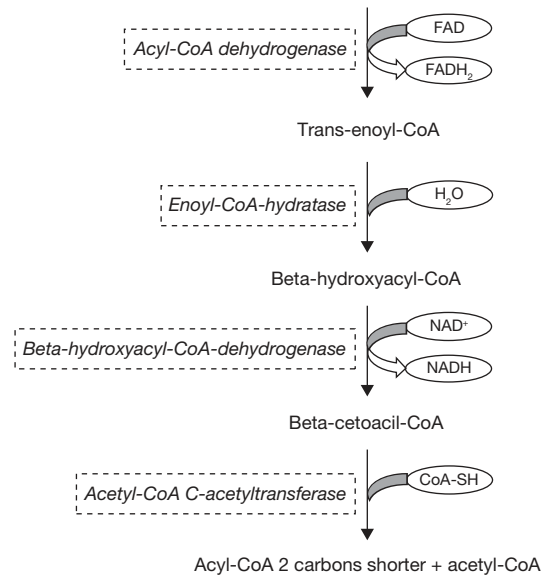 FAD
Acyl-CoA dehydrogenase
FADH₂
Trans-enoyl-CoA
H₂O
Enoyl-CoA-hydratase
Beta-hydroxyacyl-CoA
NAD⁺
Beta-hydroxyacyl-CoA-dehydrogenase
NADH
Beta-cetoacil-CoA
CoA-SH
Acetyl-CoA C-acetyltransferase
Acyl-CoA 2 carbons shorter + acetyl-CoA